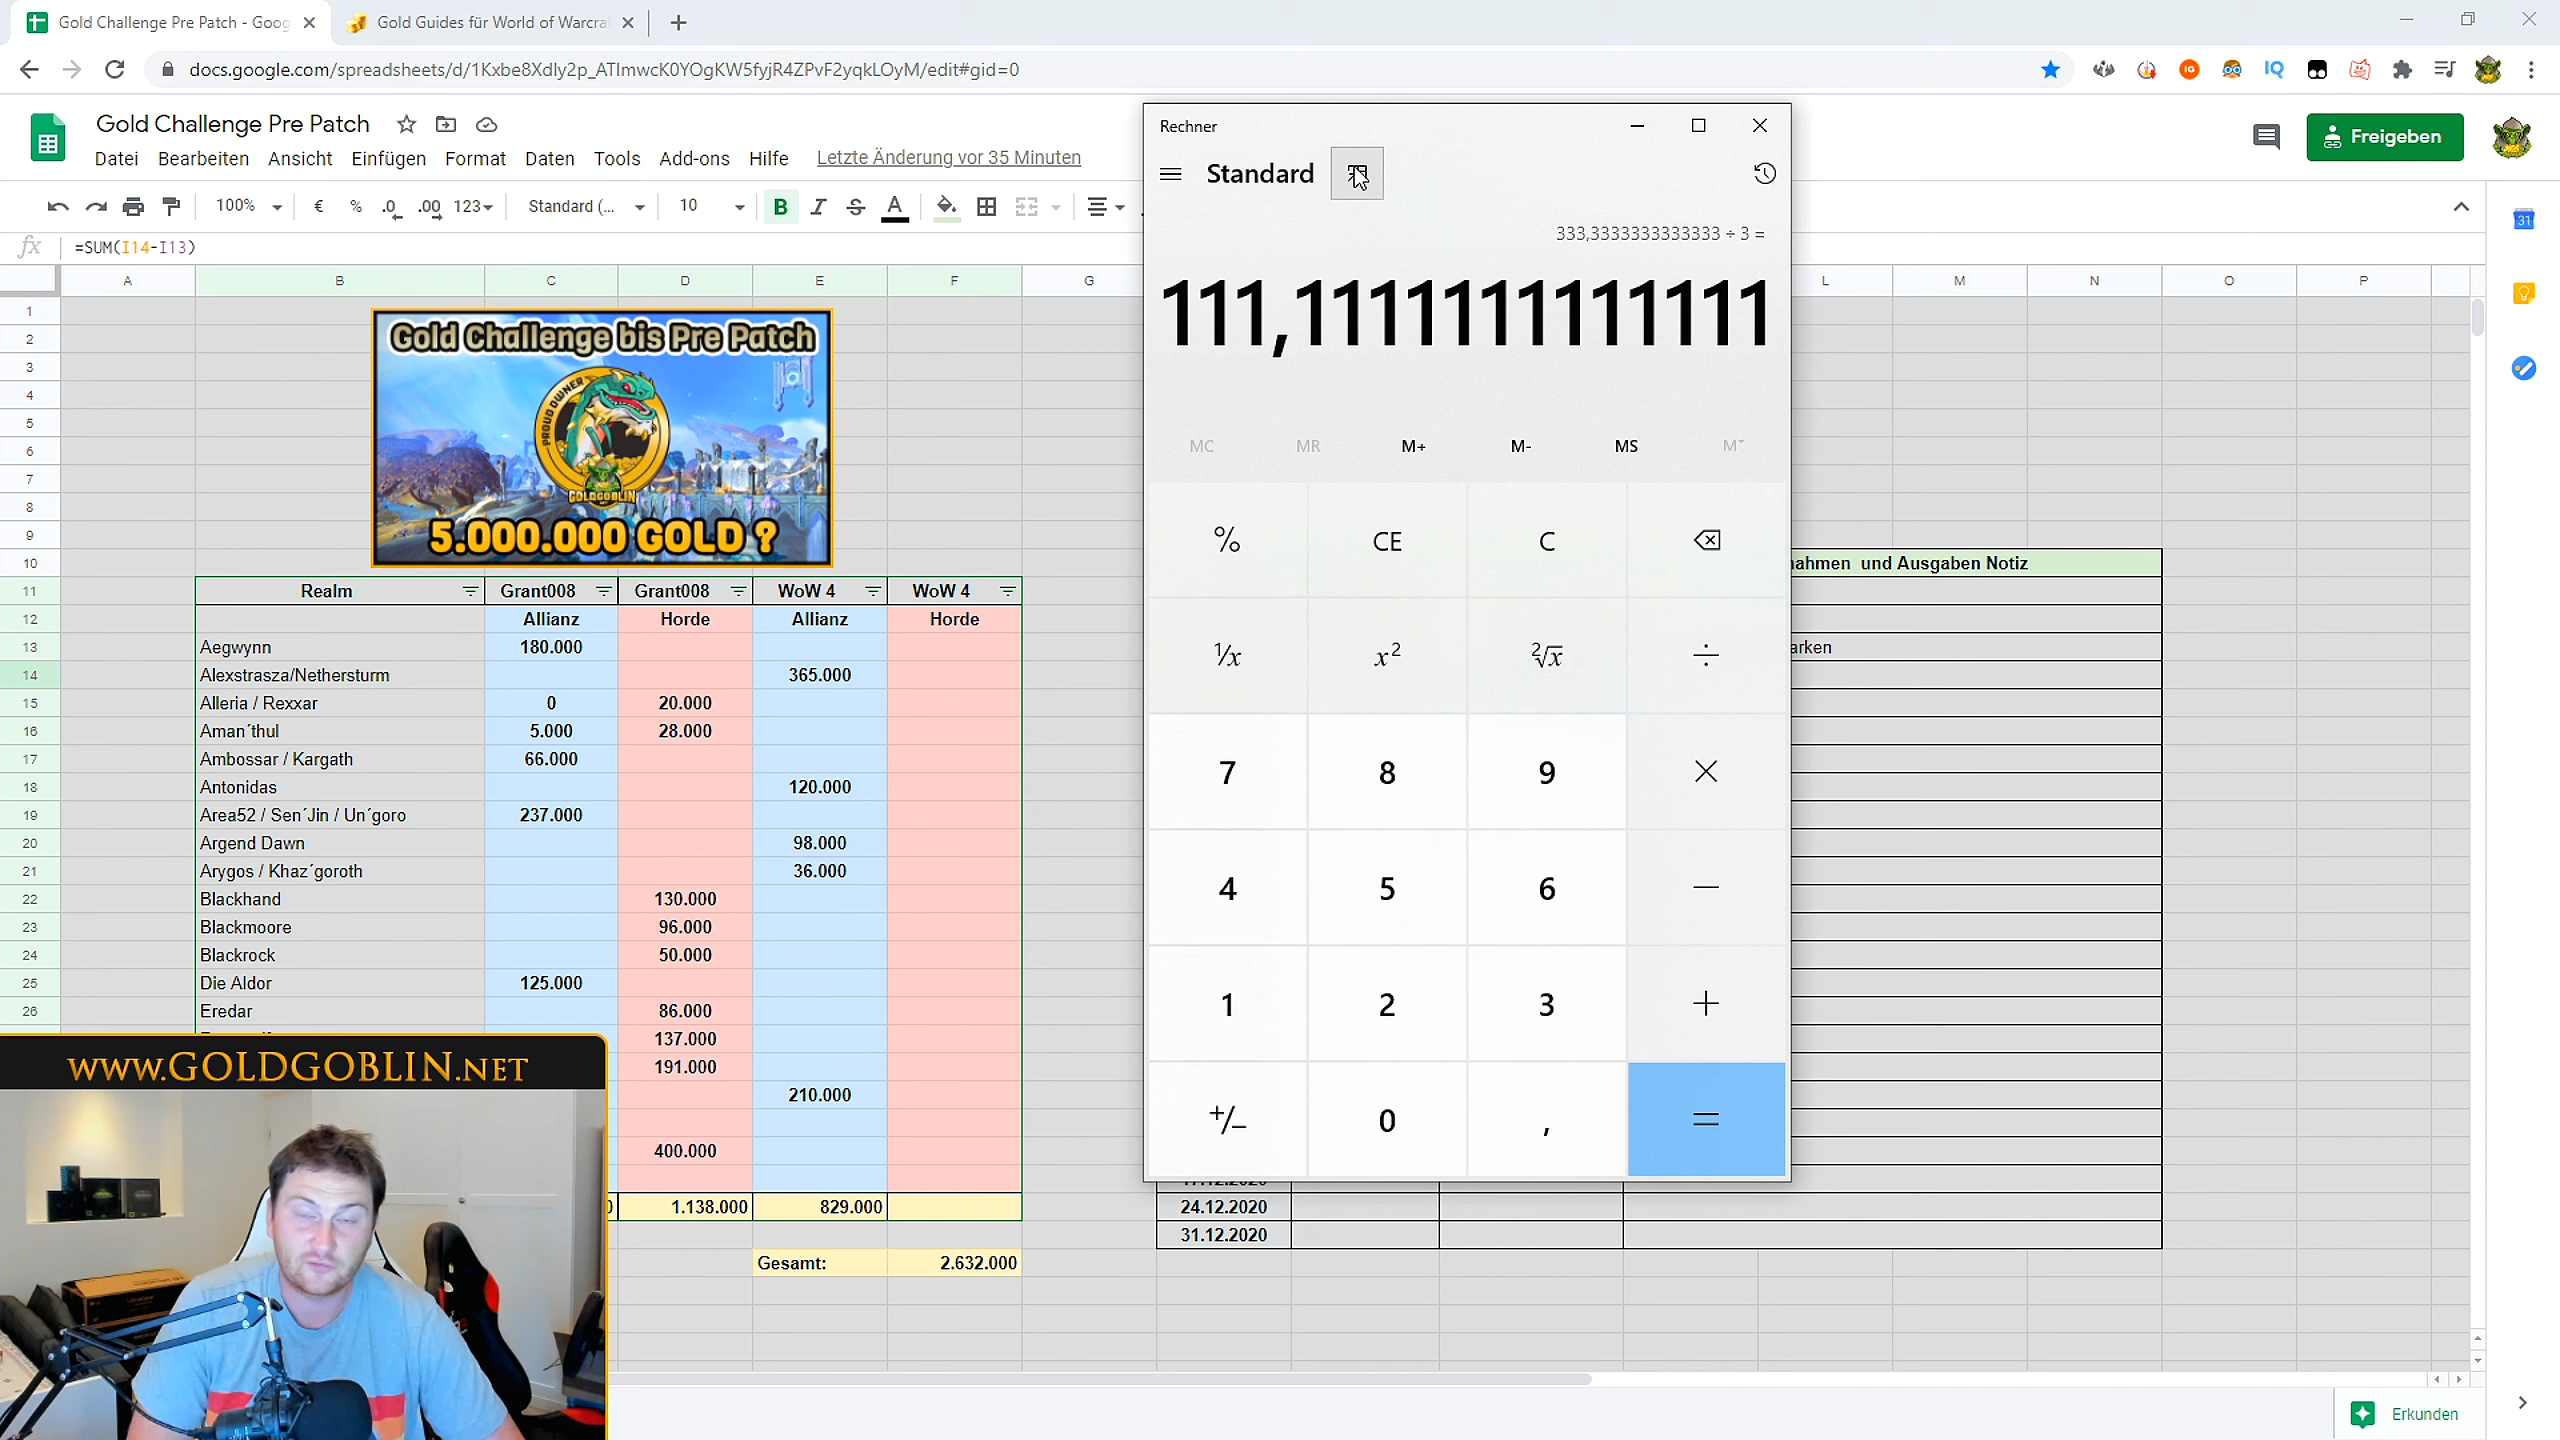 Gold Challenge Pre Patch - Goog
Gold Guides für World of Warcra
docs.google.com/spreadsheets/d/1Kxbe8Xdly2p_ATlmwcK0YOgKW5fyjR4ZPvF2yqkLOyM/edit#gid=0
Gold Challenge Pre Patch
Datei Bearbeiten Ansicht Einfügen Format Daten Tools Add-ons Hilfe Letzte Änderung vor 35 Minuten
Freigeben
100% € % .0 .00 123 Standard (... 10 B I S A
=SUM(I14-I13)
Rechner
Standard
333,3333333333333 ÷ 3 =
111,1111111111111
MC MR M+ M- MS M
% CE C
1/x x2 2√x ÷
7 8 9 ×
4 5 6 −
1 2 3 +
+/− 0 , =
A B C D E F G L M N O P
1
2
3
4
5
6
7
8
9
10
Gold Challenge bis Pre Patch
PROUD OWNER
GOLDGOBLIN
5.000.000 GOLD ?
nahmen und Ausgaben Notiz
11 Realm Grant008 Grant008 WoW 4 WoW 4
12 Allianz Horde Allianz Horde
13 Aegwynn 180.000
arken
14 Alexstrasza/Nethersturm 365.000
15 Alleria / Rexxar 0 20.000
16 Aman´thul 5.000 28.000
17 Ambossar / Kargath 66.000
18 Antonidas 120.000
19 Area52 / Sen´Jin / Un´goro 237.000
20 Argend Dawn 98.000
21 Arygos / Khaz´goroth 36.000
22 Blackhand 130.000
23 Blackmoore 96.000
24 Blackrock 50.000
25 Die Aldor 125.000
26 Eredar 86.000
137.000
191.000
210.000
400.000
1.138.000 829.000
Gesamt: 2.632.000
17.12.2020
24.12.2020
31.12.2020
www.GOLDGOBLIN.NET
31
Erkunden